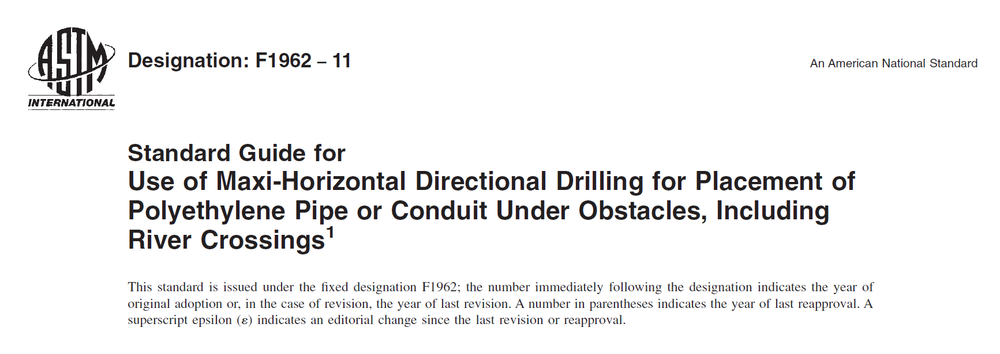 ASTM
INTERNATIONAL
Designation: F1962 – 11
An American National Standard
Standard Guide for
Use of Maxi-Horizontal Directional Drilling for Placement of
Polyethylene Pipe or Conduit Under Obstacles, Including
River Crossings¹
This standard is issued under the fixed designation F1962; the number immediately following the designation indicates the year of
original adoption or, in the case of revision, the year of last revision. A number in parentheses indicates the year of last reapproval. A
superscript epsilon (ε) indicates an editorial change since the last revision or reapproval.